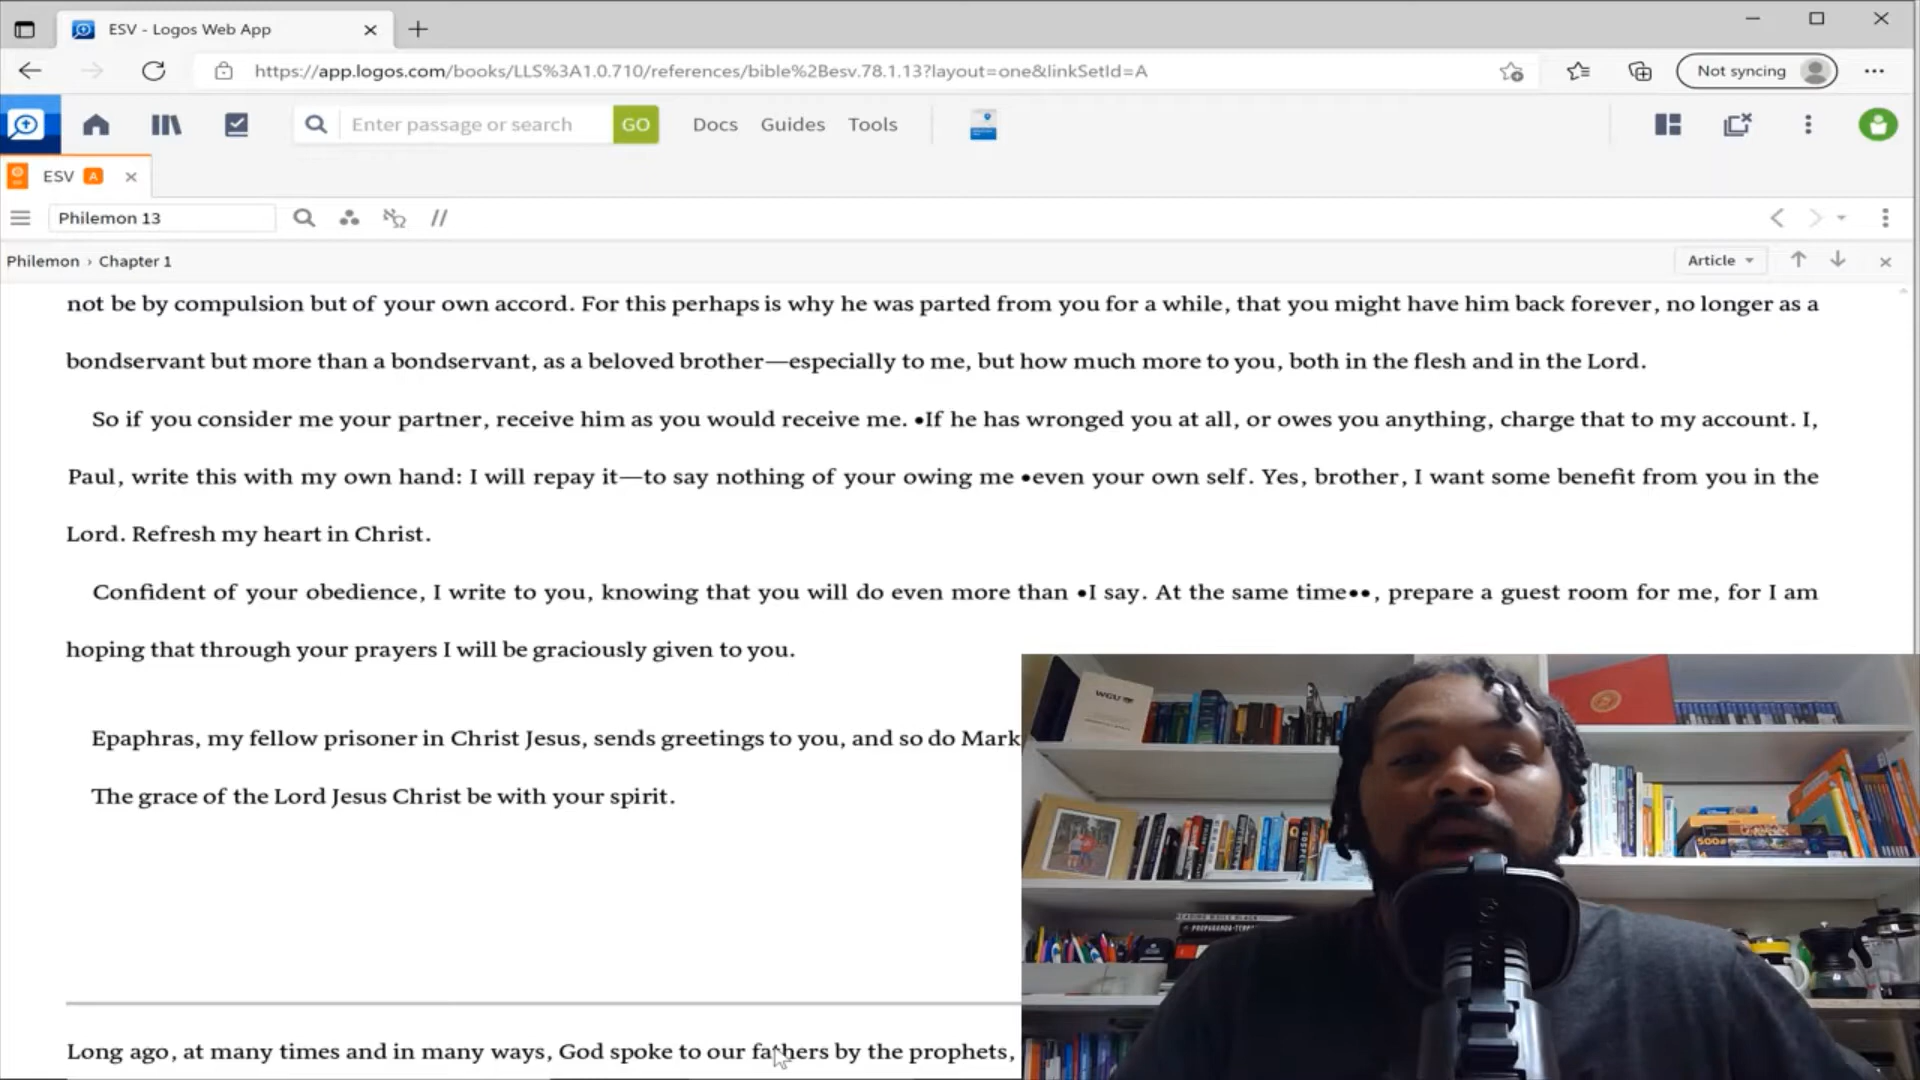 ESV - Logos Web App
https://app.logos.com/books/LLS%3A1.0.710/references/bible%2Besv.78.1.13?layout=one&linkSetId=A
Not syncing
Enter passage or search
GO
Docs
Guides
Tools
ESV
A
Philemon 13
Philemon › Chapter 1
Article
not be by compulsion but of your own accord. For this perhaps is why he was parted from you for a while, that you might have him back forever, no longer as a
bondservant but more than a bondservant, as a beloved brother—especially to me, but how much more to you, both in the flesh and in the Lord.
So if you consider me your partner, receive him as you would receive me. •If he has wronged you at all, or owes you anything, charge that to my account. I,
Paul, write this with my own hand: I will repay it—to say nothing of your owing me •even your own self. Yes, brother, I want some benefit from you in the
Lord. Refresh my heart in Christ.
Confident of your obedience, I write to you, knowing that you will do even more than •I say. At the same time••, prepare a guest room for me, for I am
hoping that through your prayers I will be graciously given to you.
Epaphras, my fellow prisoner in Christ Jesus, sends greetings to you, and so do Mark
The grace of the Lord Jesus Christ be with your spirit.
Long ago, at many times and in many ways, God spoke to our fathers by the prophets,
WGU
READING WHILE BLACK
GOSPEL
500